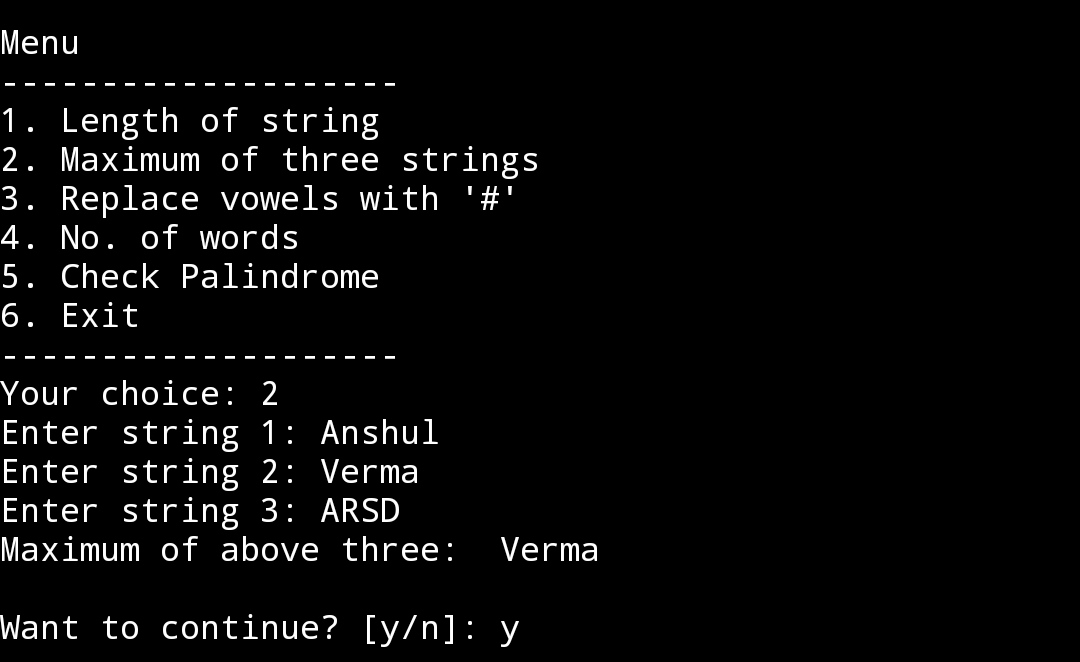 Menu
--------------------
1. Length of string
2. Maximum of three strings
3. Replace vowels with '#'
4. No. of words
5. Check Palindrome
6. Exit
--------------------
Your choice: 2
Enter string 1: Anshul
Enter string 2: Verma
Enter string 3: ARSD
Maximum of above three:  Verma
Want to continue? [y/n]: y